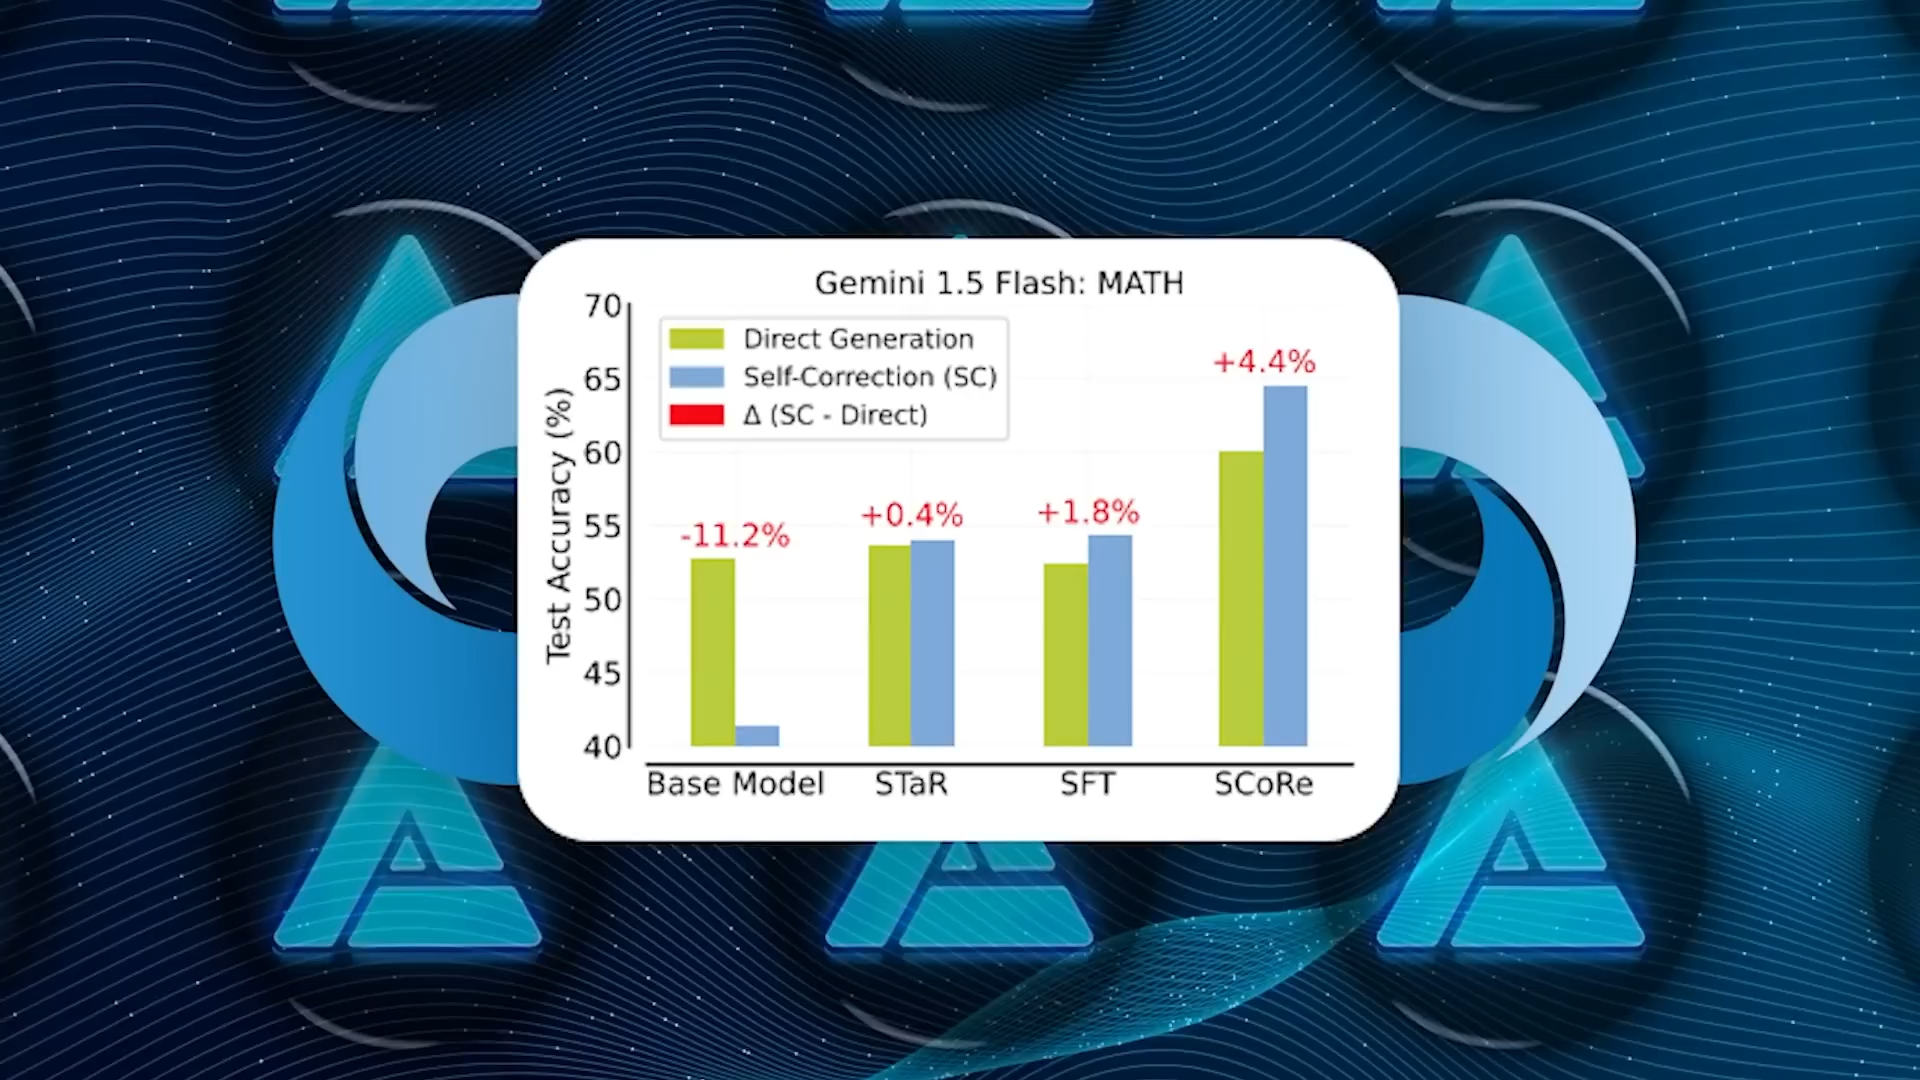 Gemini 1.5 Flash: MATH
Test Accuracy (%)
70
65
60
55
50
45
40
Direct Generation
Self-Correction (SC)
Δ (SC - Direct)
-11.2%
+0.4%
+1.8%
+4.4%
Base Model
STaR
SFT
SCoRe